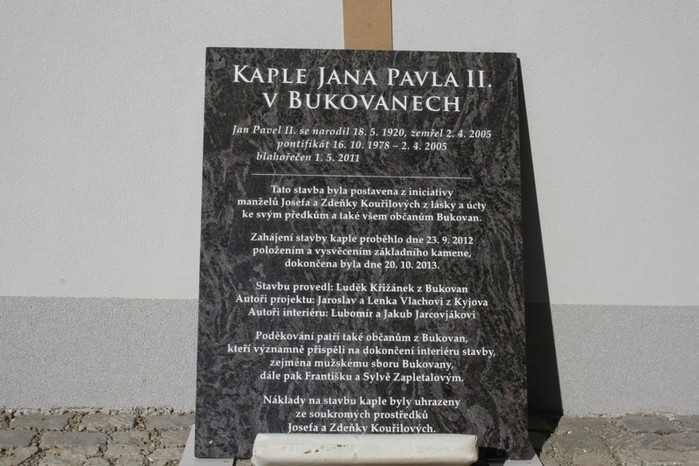 KAPLE JANA PAVLA II.
V BUKOVANECH
Jan Pavel II. se narodil 18. 5. 1920, zemřel 2. 4. 2005
pontifikát 16. 10. 1978 – 2. 4. 2005
blahořečen 1. 5. 2011
Tato stavba byla postavena z iniciativy
manželů Josefa a Zdeňky Kouřilových z lásky a úcty
ke svým předkům a také všem občanům Bukovan.
Zahájení stavby kaple proběhlo dne 23. 9. 2012
položením a vysvěcením základního kamene,
dokončena byla dne 20. 10. 2013.
Stavbu provedl: Luděk Křižánek z Bukovan
Autoři projektu: Jaroslav a Lenka Vlachovi z Kyjova
Autoři interiéru: Lubomír a Jakub Jarcovjákovi
Poděkování patří také občanům z Bukovan,
kteří významně přispěli na dokončení interiéru stavby,
zejména mužskému sboru Bukovany,
dále pak Františku a Sylvě Zapletalovým.
Náklady na stavbu kaple byly uhrazeny
ze soukromých prostředků
Josefa a Zdeňky Kouřilových.